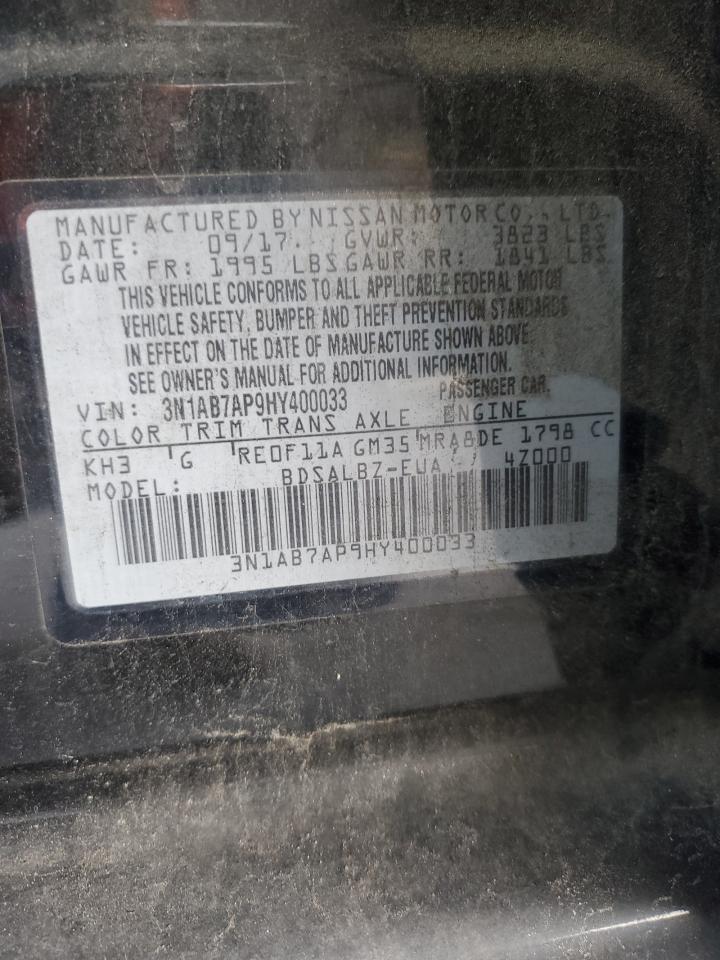 MANUFACTURED BY NISSAN MOTOR CO., LTD.
DATE: 09/17 GVWR: 3823 LBS
GAWR FR: 1995 LBS GAWR RR: 1841 LBS
THIS VEHICLE CONFORMS TO ALL APPLICABLE FEDERAL MOTOR
VEHICLE SAFETY, BUMPER AND THEFT PREVENTION STANDARDS
IN EFFECT ON THE DATE OF MANUFACTURE SHOWN ABOVE.
SEE OWNER'S MANUAL FOR ADDITIONAL INFORMATION.
VIN: 3N1AB7AP9HY400033 PASSENGER CAR
COLOR TRIM TRANS AXLE ENGINE
KH3 G RE0F11A GM35 MRA8DE 1798 CC
MODEL: BDSALBZ-EUA 4Z000
3N1AB7AP9HY400033